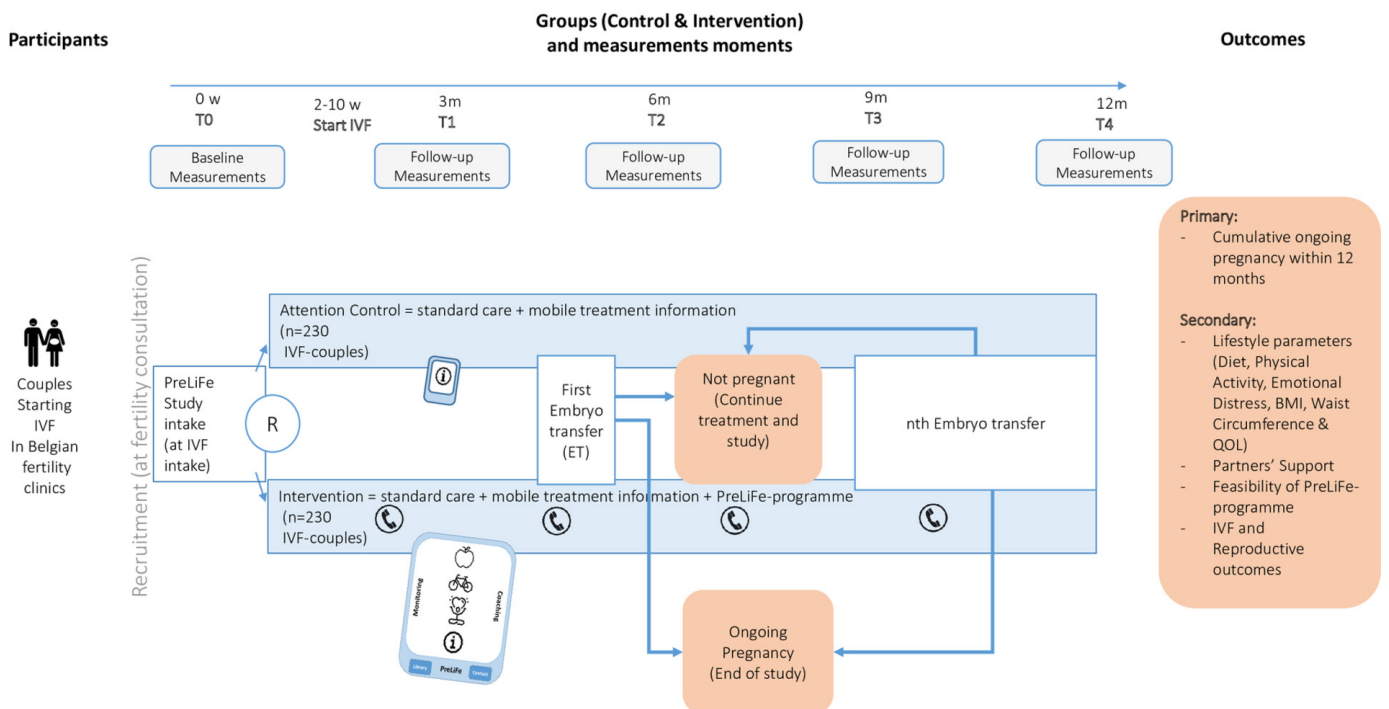 Participants
Groups (Control & Intervention)
and measurements moments
Outcomes
0 w
T0
2-10 w
Start IVF
3m
T1
6m
T2
9m
T3
12m
T4
Baseline
Measurements
Follow-up
Measurements
Follow-up
Measurements
Follow-up
Measurements
Follow-up
Measurements
Couples
Starting
IVF
In Belgian
fertility
clinics
Recruitment (at fertility consultation)
PreLiFe
Study
intake
(at IVF
intake)
R
Attention Control = standard care + mobile treatment information
(n=230
IVF-couples)
i
First
Embryo
transfer
(ET)
Not pregnant
(Continue
treatment and
study)
nth Embryo transfer
Intervention = standard care + mobile treatment information + PreLiFe-programme
(n=230
IVF-couples)
Monitoring
Coaching
i
Library
PreLiFe
Contact
Ongoing
Pregnancy
(End of study)
Primary:
- Cumulative ongoing
pregnancy within 12
months
Secondary:
- Lifestyle parameters
(Diet, Physical
Activity, Emotional
Distress, BMI, Waist
Circumference &
QOL)
- Partners' Support
- Feasibility of PreLiFe-
programme
- IVF and
Reproductive
outcomes